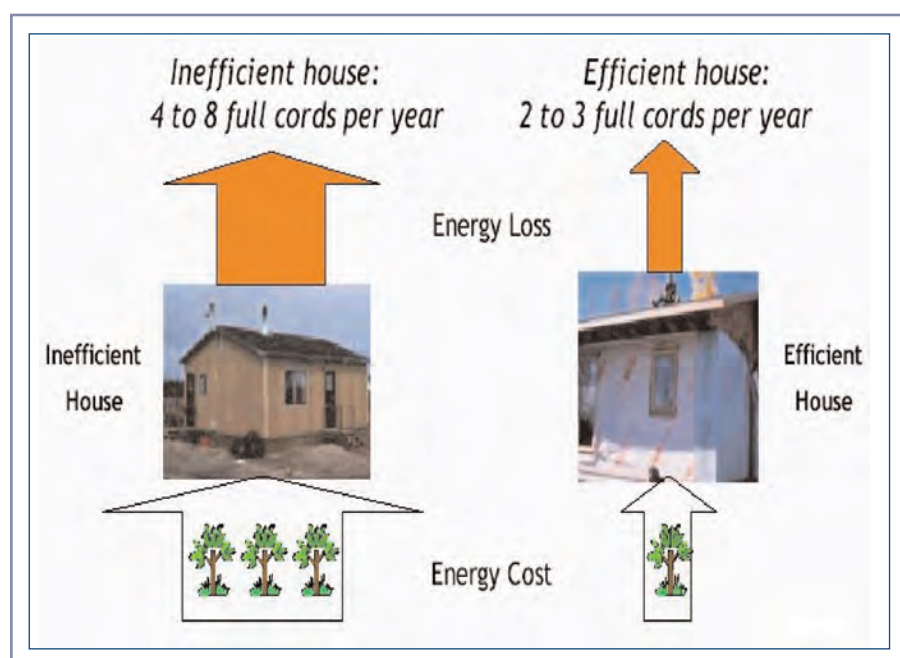 Inefficient house:
4 to 8 full cords per year
Efficient house:
2 to 3 full cords per year
Energy Loss
Inefficient
House
Efficient
House
Energy Cost